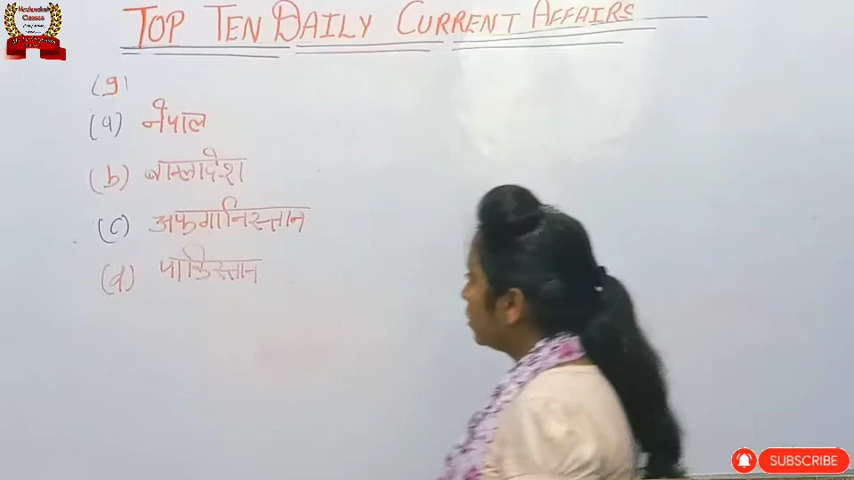 TOP TEN DAILY CURRENT AFFAIRS
(9)
(a) नेपाल
(b) बांग्लादेश
(c) अफगानिस्तान
(d) पाकिस्तान
SUBSCRIBE